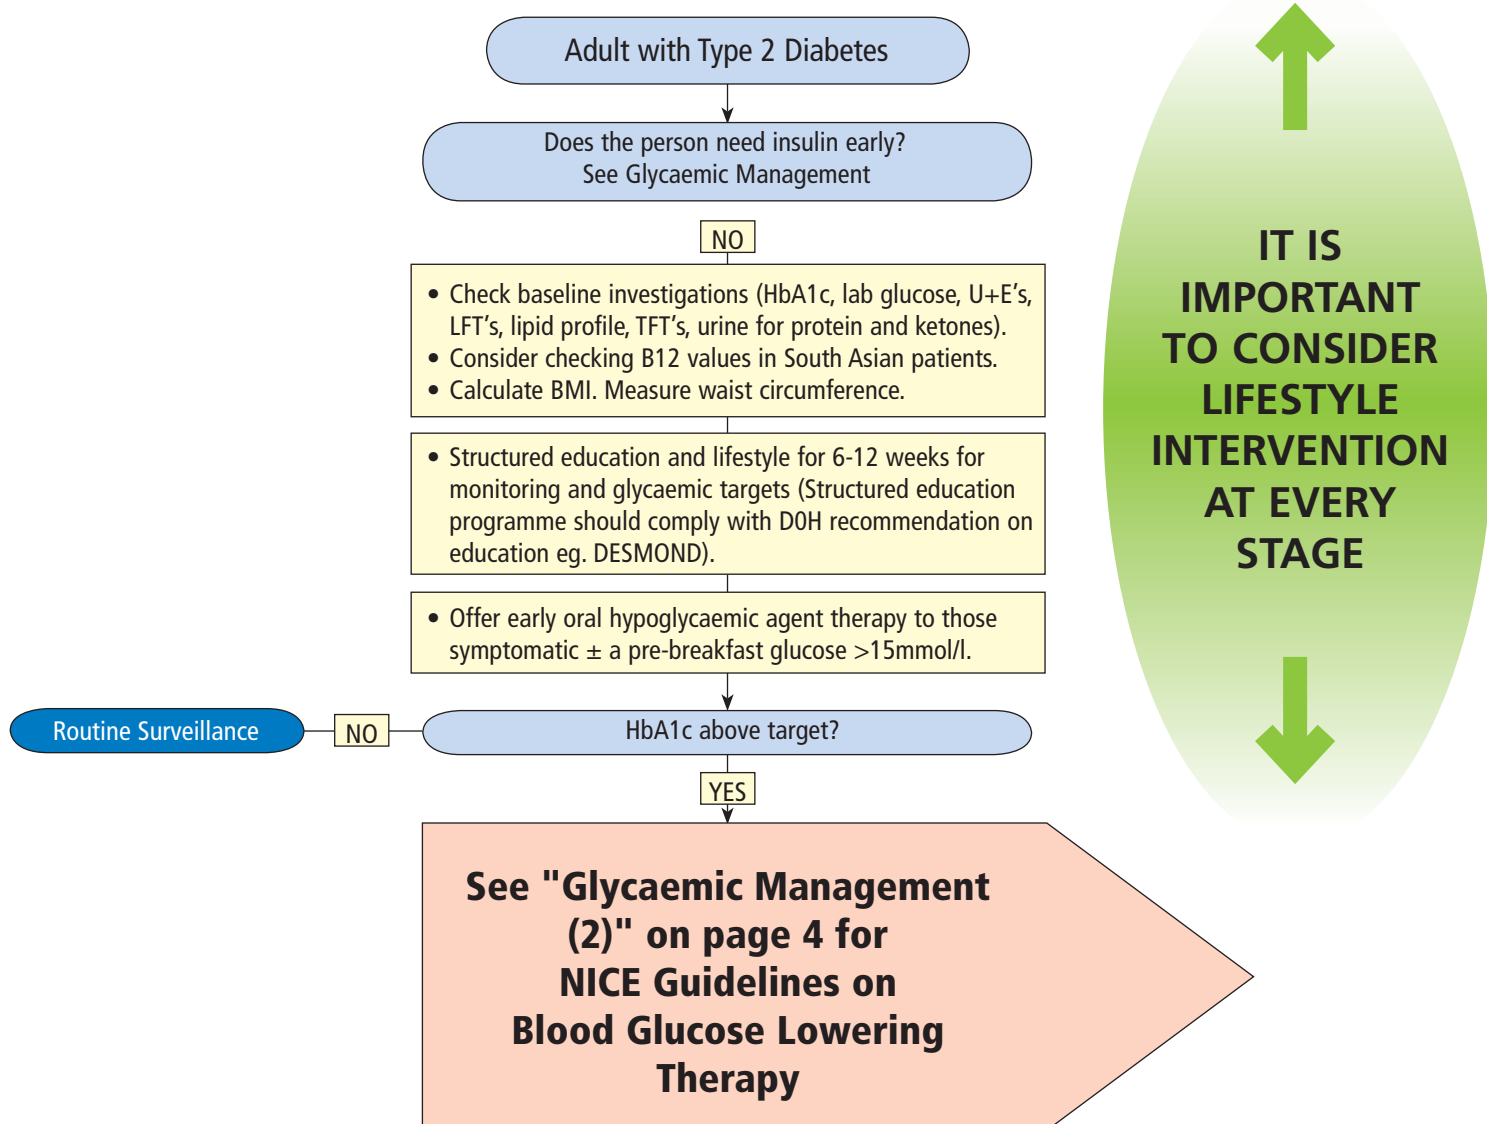 Adult with Type 2 Diabetes
Does the person need insulin early?
See Glycaemic Management
NO
• Check baseline investigations (HbA1c, lab glucose, U+E's,
LFT's, lipid profile, TFT's, urine for protein and ketones).
• Consider checking B12 values in South Asian patients.
• Calculate BMI. Measure waist circumference.
• Structured education and lifestyle for 6-12 weeks for
monitoring and glycaemic targets (Structured education
programme should comply with D0H recommendation on
education eg. DESMOND).
• Offer early oral hypoglycaemic agent therapy to those
symptomatic ± a pre-breakfast glucose >15mmol/l.
HbA1c above target?
NO
Routine Surveillance
YES
See "Glycaemic Management
(2)" on page 4 for
NICE Guidelines on
Blood Glucose Lowering
Therapy
IT IS
IMPORTANT
TO CONSIDER
LIFESTYLE
INTERVENTION
AT EVERY
STAGE